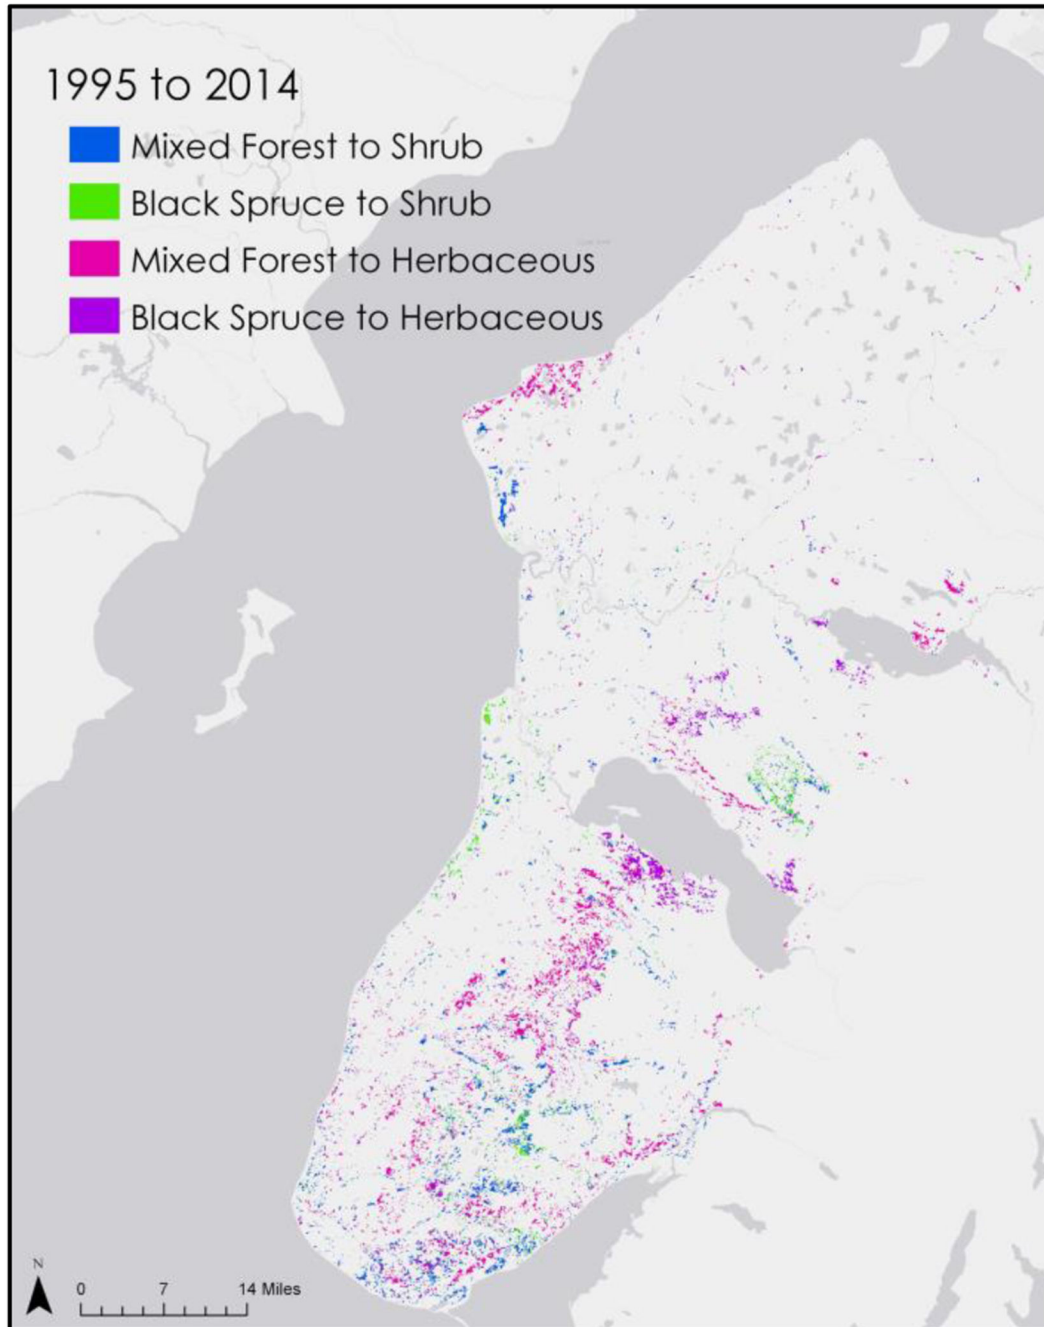 1995 to 2014
Mixed Forest to Shrub
Black Spruce to Shrub
Mixed Forest to Herbaceous
Black Spruce to Herbaceous
N
0 7 14 Miles